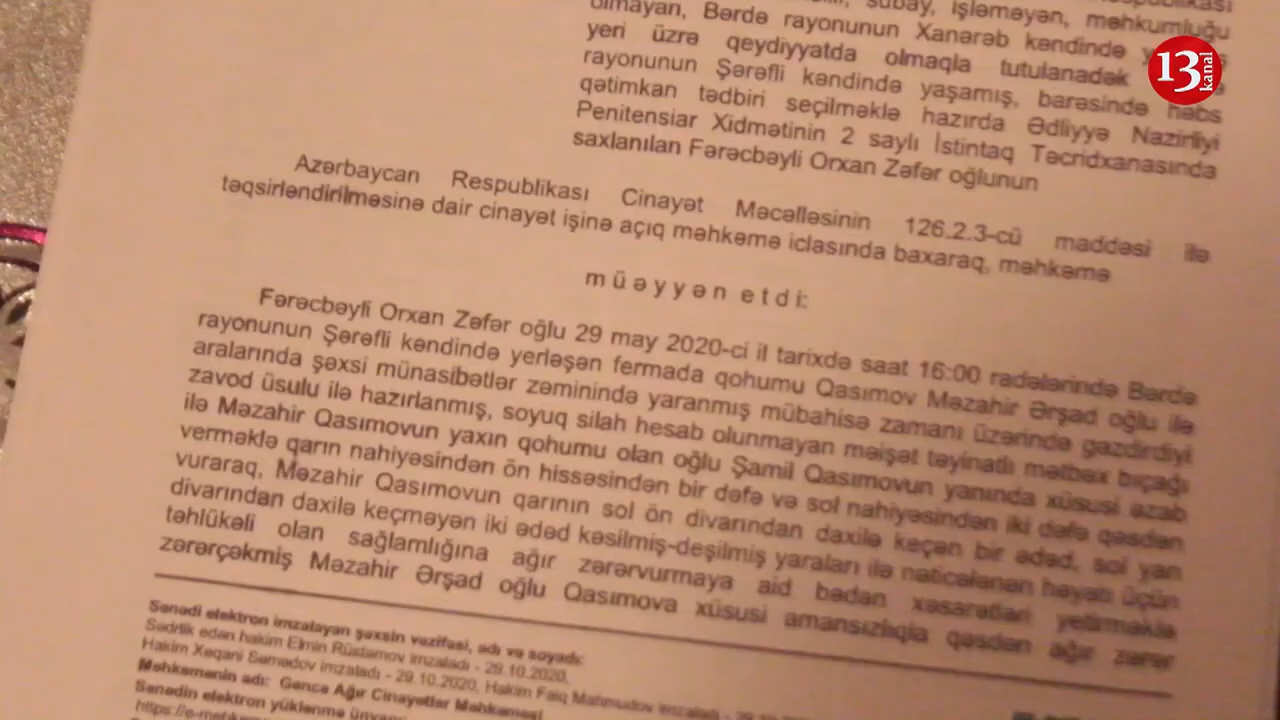 subay, işləməyən, məhkumluğu
olmayan, Bərdə rayonunun Xanərəb kəndində
yeri üzrə qeydiyyatda olmaqla tutulanadək
rayonunun Şərəfli kəndində yaşamış, barəsində həbs
qətimkan tədbiri seçilməklə hazırda Ədliyyə Nazirliyi
Penitensiar Xidmətinin 2 saylı İstintaq Təcridxanasında
saxlanılan Fərəcbəyli Orxan Zəfər oğlunun
Azərbaycan Respublikası Cinayət Məcəlləsinin 126.2.3-cü maddəsi ilə
təqsirləndirilməsinə dair cinayət işinə açıq məhkəmə iclasında baxaraq, məhkəmə
m ü ə y y ə n e t d i:
Fərəcbəyli Orxan Zəfər oğlu 29 may 2020-ci il tarixdə saat 16:00 radələrində Bərdə
rayonunun Şərəfli kəndində yerləşən fermada qohumu Qasımov Məzahir Ərşad oğlu ilə
aralarında şəxsi münasibətlər zəminində yaranmış mübahisə zamanı üzərində gəzdirdiyi
zavod üsulu ilə hazırlanmış, soyuq silah hesab olunmayan məişət təyinatlı mətbəx bıçağı
ilə Məzahir Qasımovun yaxın qohumu olan oğlu Şamil Qasımovun yanında xüsusi əzab
verməklə qarın nahiyəsindən ön hissəsindən bir dəfə və sol nahiyəsindən iki dəfə qəsdən
vuraraq, Məzahir Qasımovun qarının sol ön divarından daxilə keçən bir ədəd, sol yan
divarından daxilə keçməyən iki ədəd kəsilmiş-deşilmiş yaraları ilə nəticələnən həyatı üçün
təhlükəli olan sağlamlığına ağır zərərvurmaya aid bədən xəsarətləri yetirməklə
zərərçəkmiş Məzahir Ərşad oğlu Qasımova xüsusi amansızlıqla qəsdən ağır zərər
Sənədi elektron imzalayan şəxsin vəzifəsi, adı və soyadı:
Sədrlik edən hakim Elmin Rüstəmov imzaladı - 29.10.2020,
Hakim Xəqani Səmədov imzaladı - 29.10.2020, Hakim Faiq Mahmudov imzaladı - 29.10.2020
Məhkəmənin adı: Gəncə Ağır Cinayətlər Məhkəməsi
Sənədin elektron yüklənmə ünvanı
13 kanal